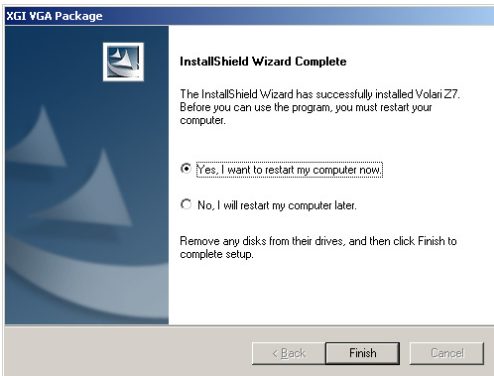 XGI VGA Package
InstallShield Wizard Complete
The InstallShield Wizard has successfully installed Volari Z7.
Before you can use the program, you must restart your
computer.
Yes, I want to restart my computer now.
No, I will restart my computer later.
Remove any disks from their drives, and then click Finish to
complete setup.
< Back Finish Cancel